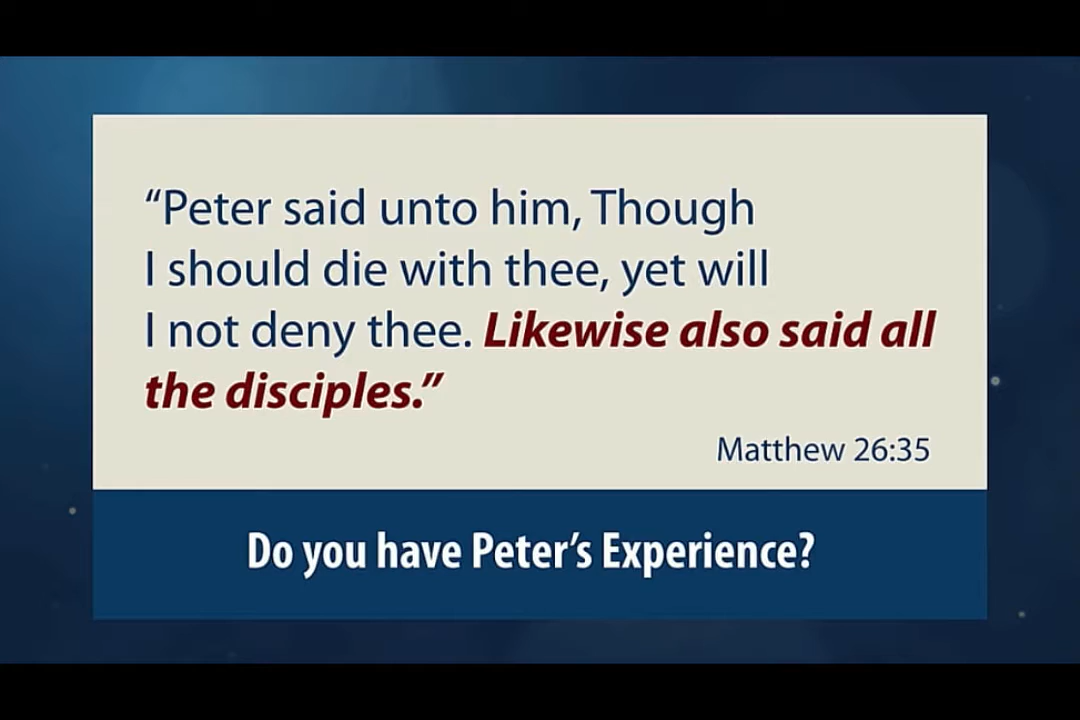 “Peter said unto him, Though
I should die with thee, yet will
I not deny thee. Likewise also said all
the disciples.”
Matthew 26:35
Do you have Peter’s Experience?